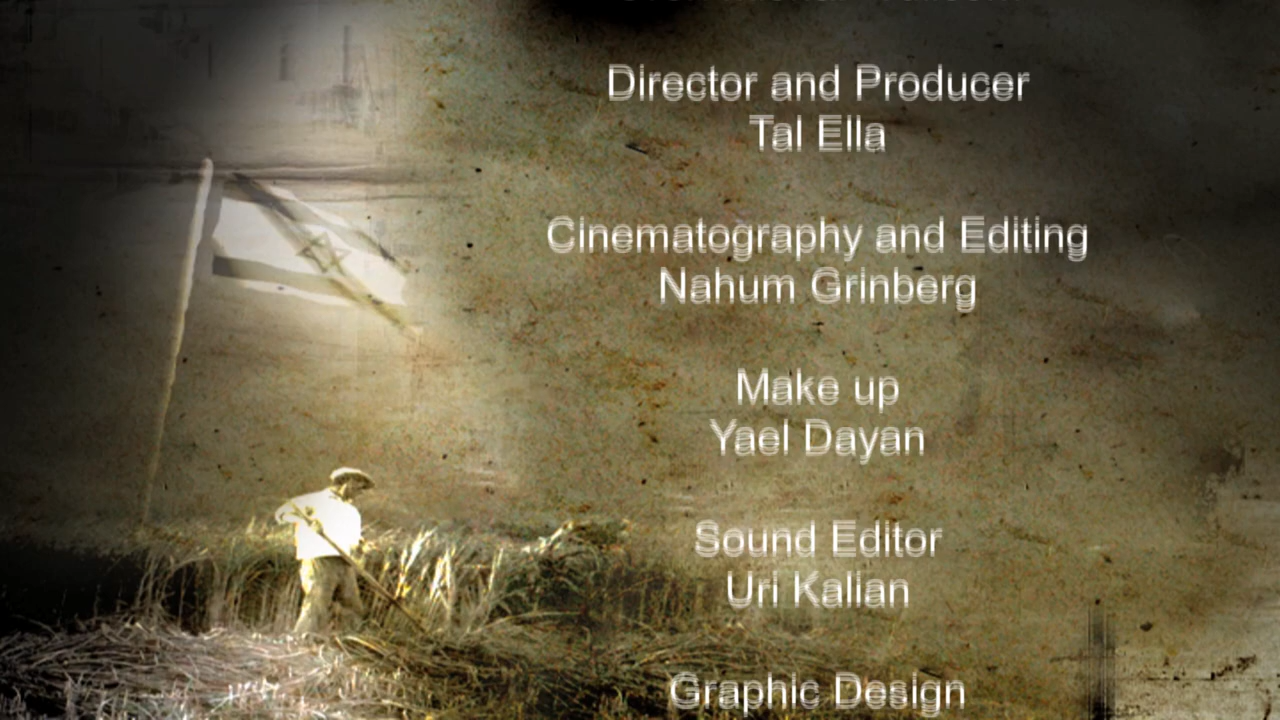 Director and Producer
Tal Ella
Cinematography and Editing
Nahum Grinberg
Make up
Yael Dayan
Sound Editor
Uri Kalian
Graphic Design